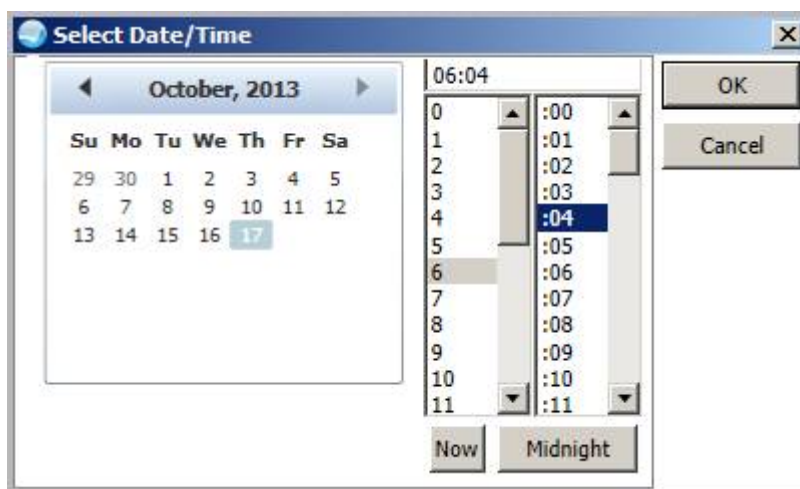 Select Date/Time
October, 2013
Su Mo Tu We Th Fr Sa
29 30 1 2 3 4 5
6 7 8 9 10 11 12
13 14 15 16 17
06:04
0 :00
1 :01
2 :02
3 :03
4 :04
5 :05
6 :06
7 :07
8 :08
9 :09
10 :10
11 :11
Now Midnight
OK
Cancel